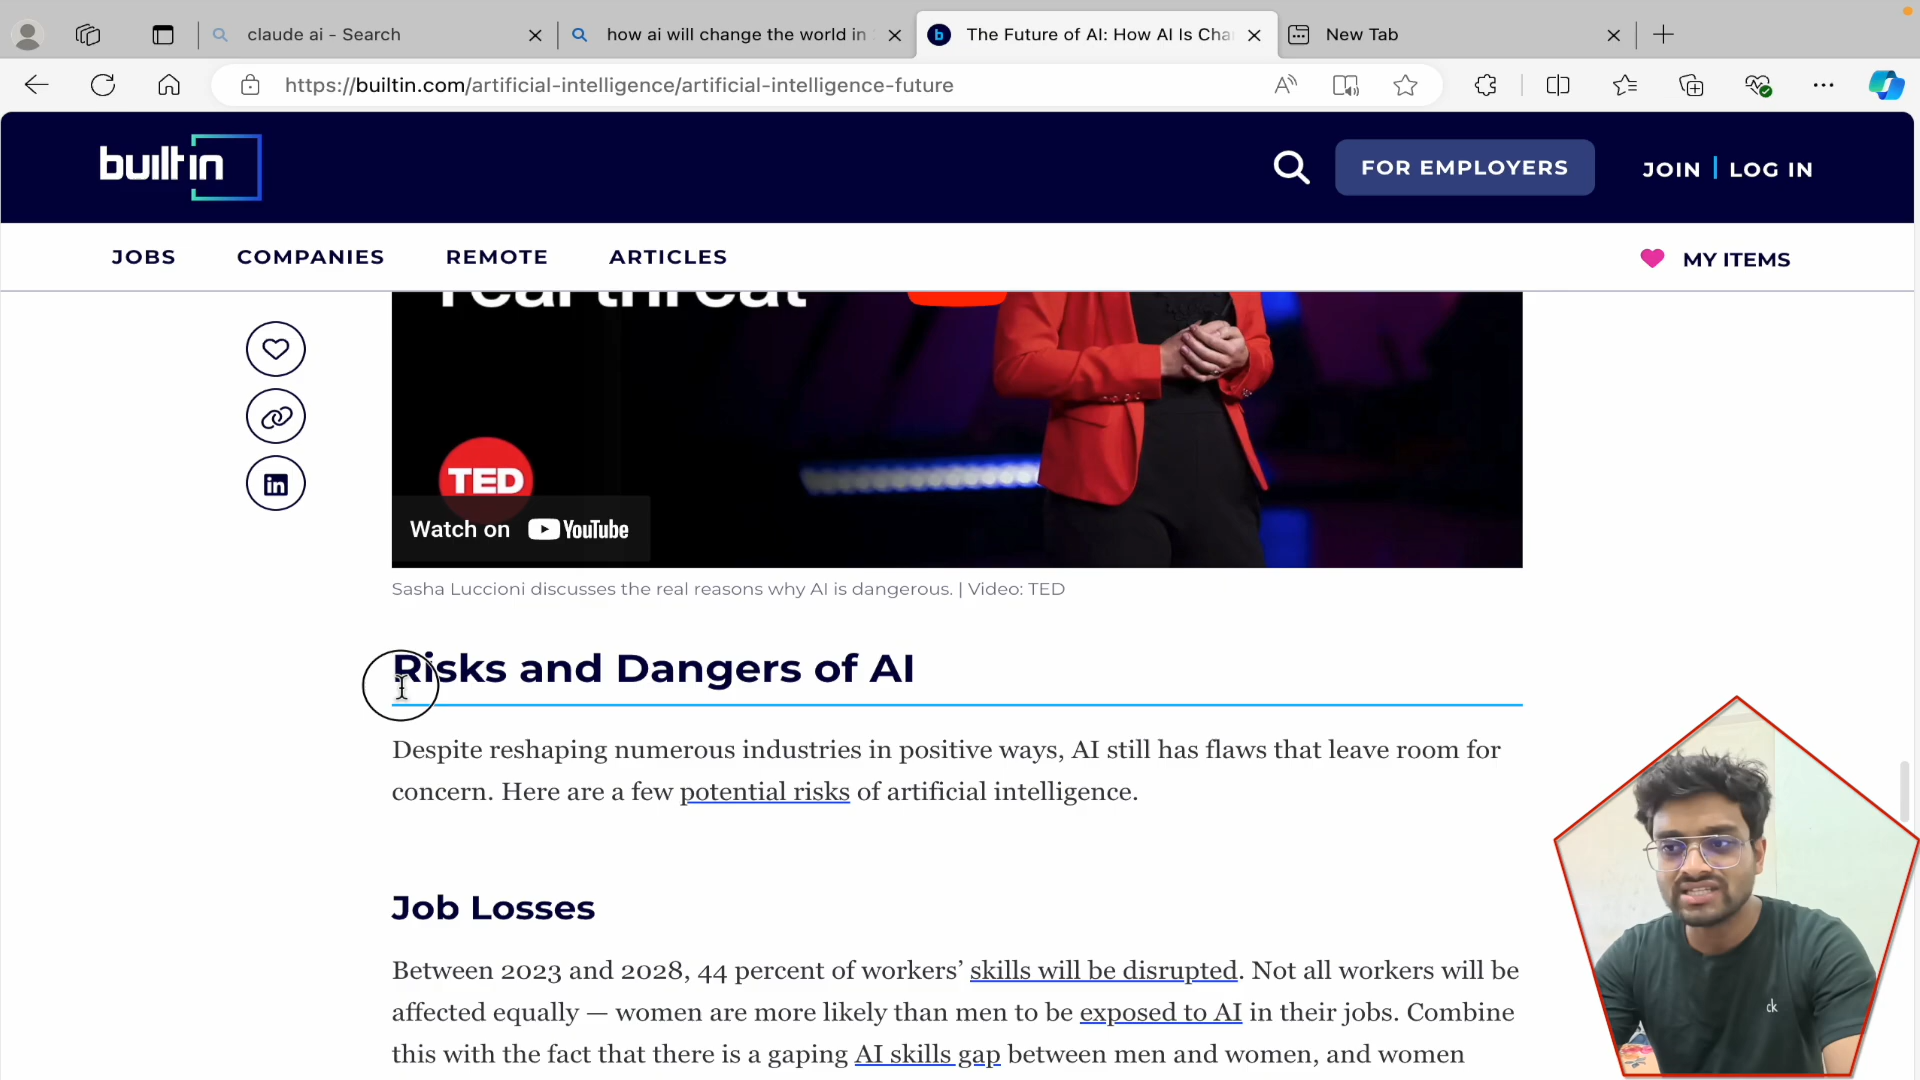 claude ai - Search
how ai will change the world in
The Future of AI: How AI Is Cha
New Tab
https://builtin.com/artificial-intelligence/artificial-intelligence-future
builtin
FOR EMPLOYERS
JOIN | LOG IN
JOBS
COMPANIES
REMOTE
ARTICLES
MY ITEMS
real threat
TED
Watch on YouTube
Sasha Luccioni discusses the real reasons why AI is dangerous. | Video: TED
Risks and Dangers of AI
Despite reshaping numerous industries in positive ways, AI still has flaws that leave room for
concern. Here are a few potential risks of artificial intelligence.
Job Losses
Between 2023 and 2028, 44 percent of workers’ skills will be disrupted. Not all workers will be
affected equally — women are more likely than men to be exposed to AI in their jobs. Combine
this with the fact that there is a gaping AI skills gap between men and women, and women
ck